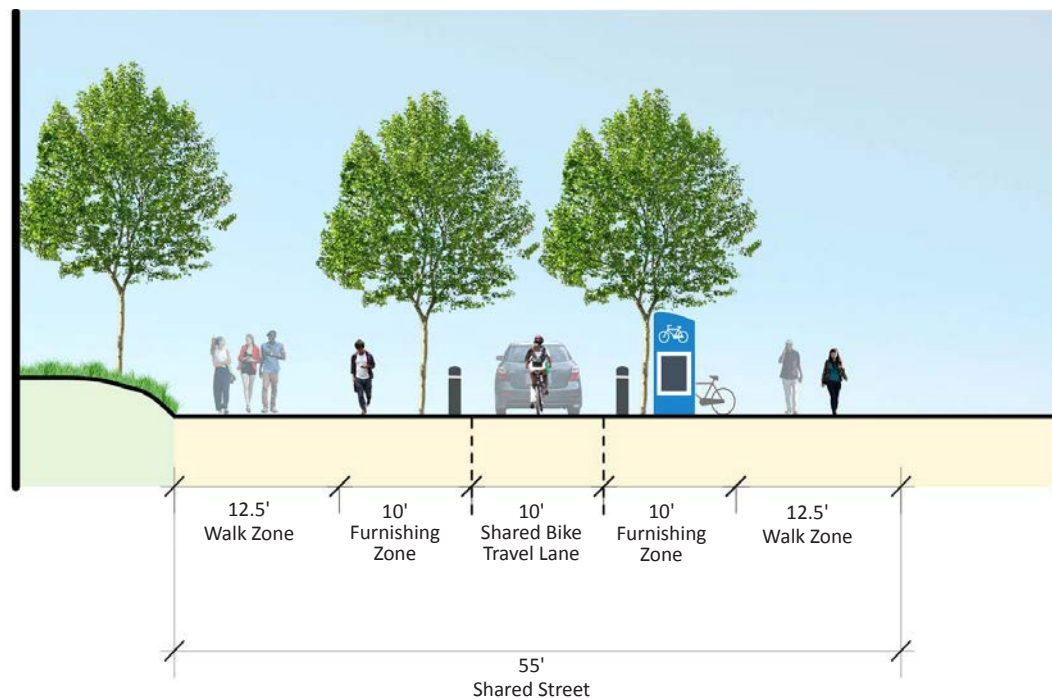 12.5'
Walk Zone
10'
Furnishing
Zone
10'
Shared Bike
Travel Lane
10'
Furnishing
Zone
12.5'
Walk Zone
55'
Shared Street